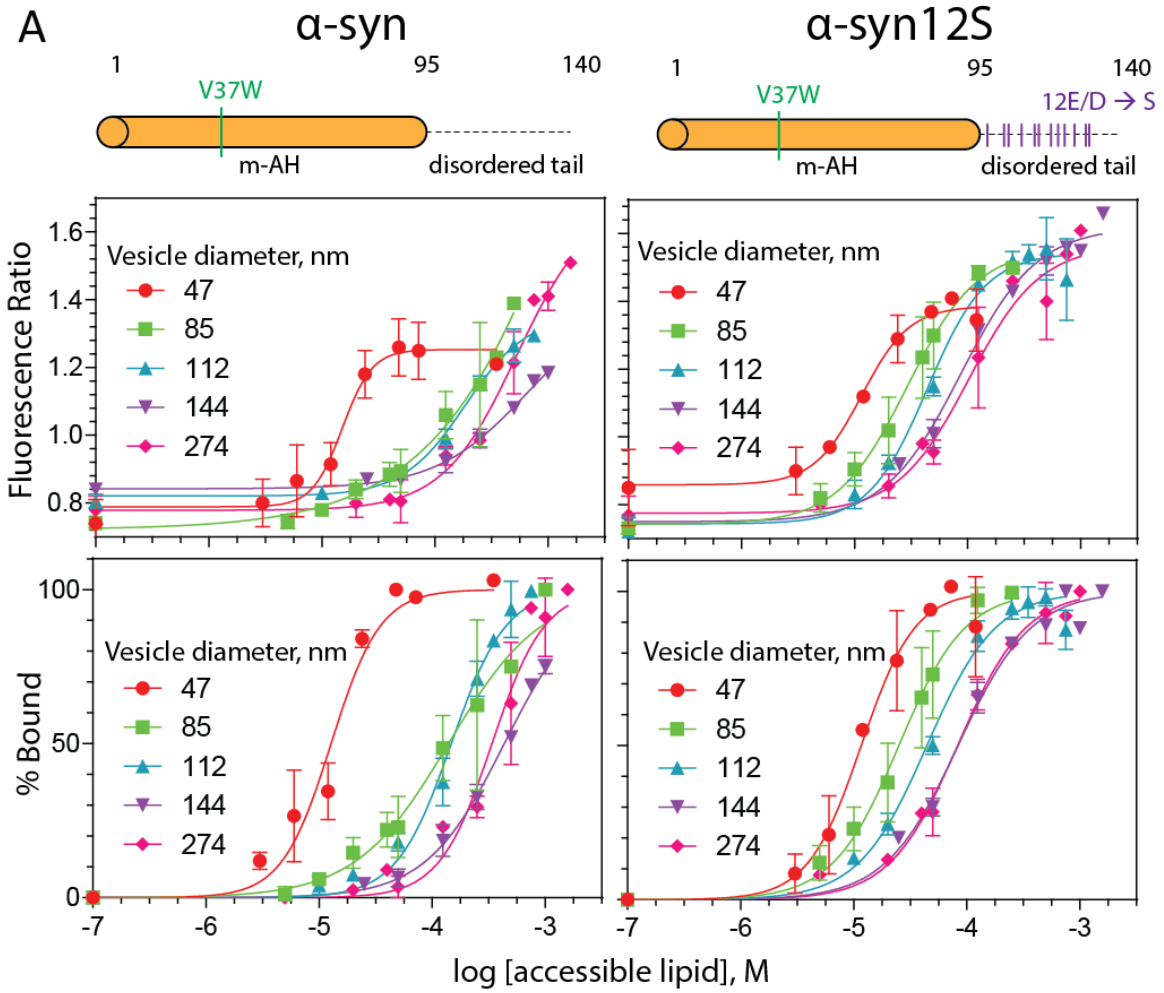 A
α-syn
α-syn12S
1
95
140
V37W
m-AH
disordered tail
1
95
140
V37W
12E/D → S
m-AH
disordered tail
Fluorescence Ratio
1.6
1.4
1.2
1.0
0.8
Vesicle diameter, nm
47
85
112
144
274
Vesicle diameter, nm
47
85
112
144
274
% Bound
100
50
0
Vesicle diameter, nm
47
85
112
144
274
Vesicle diameter, nm
47
85
112
144
274
-7 -6 -5 -4 -3
-7 -6 -5 -4 -3
log [accessible lipid], M